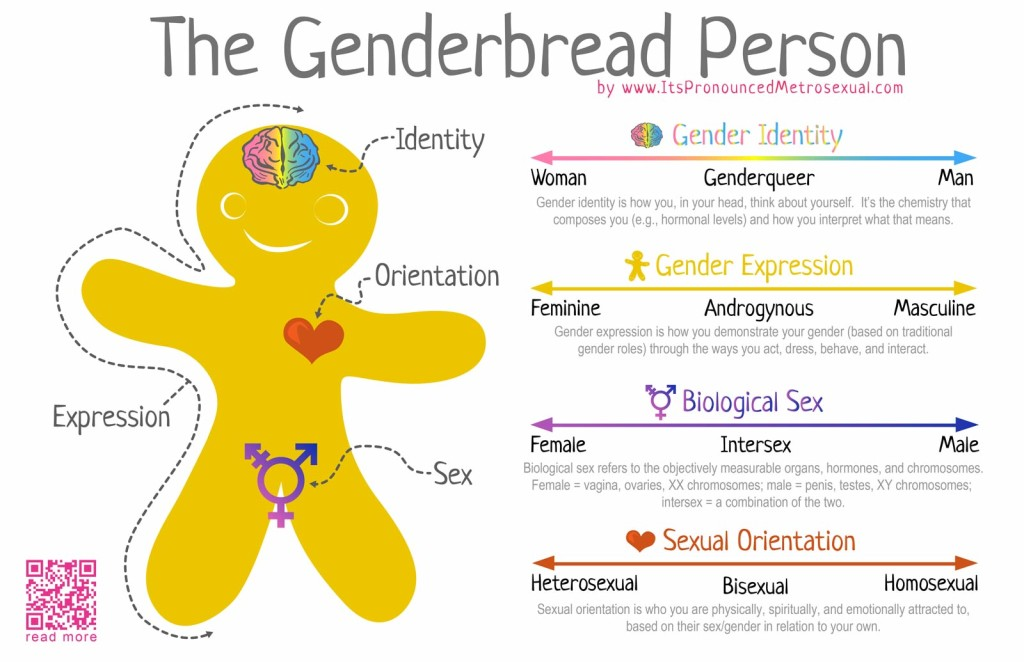 The Genderbread Person
by www.ItsPronouncedMetrosexual.com
Identity
Orientation
Expression
Sex
read more
Gender Identity
Woman Genderqueer Man
Gender identity is how you, in your head, think about yourself. It's the chemistry that
composes you (e.g., hormonal levels) and how you interpret what that means.
Gender Expression
Feminine Androgynous Masculine
Gender expression is how you demonstrate your gender (based on traditional
gender roles) through the ways you act, dress, behave, and interact.
Biological Sex
Female Intersex Male
Biological sex refers to the objectively measurable organs, hormones, and chromosomes.
Female = vagina, ovaries, XX chromosomes; male = penis, testes, XY chromosomes;
intersex = a combination of the two.
Sexual Orientation
Heterosexual Bisexual Homosexual
Sexual orientation is who you are physically, spiritually, and emotionally attracted to,
based on their sex/gender in relation to your own.